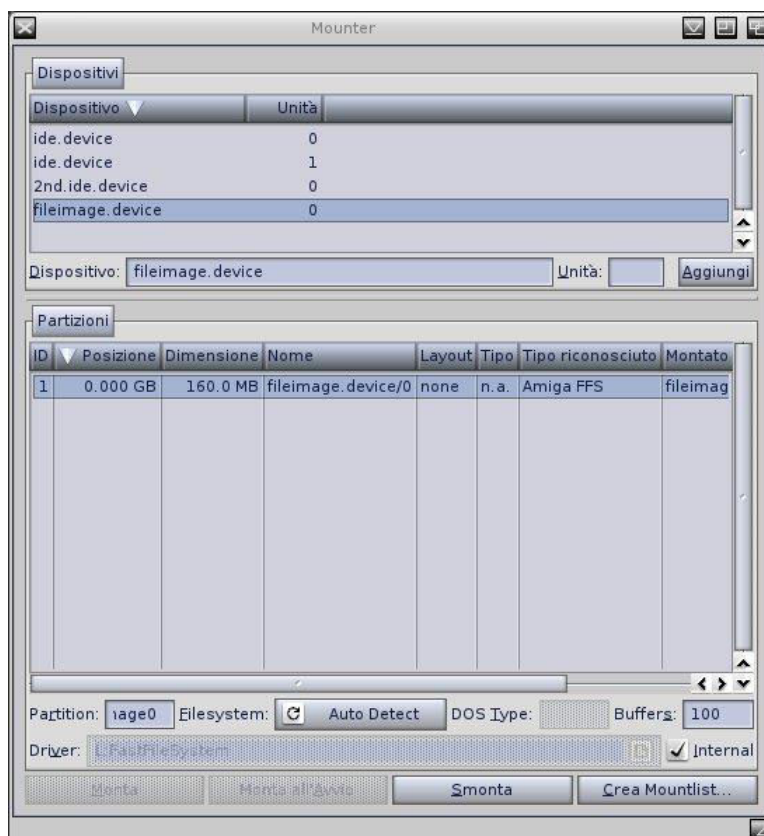 Mounter
Dispositivi
Dispositivo Unità
ide.device 0
ide.device 1
2nd.ide.device 0
fileimage.device 0
Dispositivo: fileimage.device Unità: Aggiungi
Partizioni
ID Posizione Dimensione Nome Layout Tipo Tipo riconosciuto Montato
1 0.000 GB 160.0 MB fileimage.device/0 none n.a. Amiga FFS fileimag
Partition: nage0 Filesystem: Auto Detect DOS Type: Buffers: 100
Driver: L:FastFileSystem Internal
Monta Monta all'Avvio Smonta Crea Mountlist...